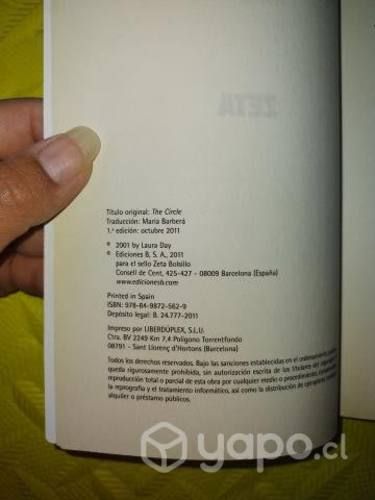 ZETA
Título original: The Circle
Traducción: Maria Barberá
1.ª edición: octubre 2011
© 2001 by Laura Day
© Ediciones B, S. A., 2011
para el sello Zeta Bolsillo
Consell de Cent, 425-427 - 08009 Barcelona (España)
www.edicionesb.com
Printed in Spain
ISBN: 978-84-9872-562-9
Depósito legal: B. 24.777-2011
Impreso por LIBERDÚPLEX, S.L.U.
Ctra. BV 2249 Km 7,4 Polígono Torrentfondo
08791 - Sant Llorenç d'Hortons (Barcelona)
Todos los derechos reservados. Bajo las sanciones establecidas en el ordenamiento
queda rigurosamente prohibida, sin autorización escrita de los titulares del
reproducción total o parcial de esta obra por cualquier medio o procedimiento,
la reprografía y el tratamiento informático, así como la distribución de ejemplares
alquiler o préstamo públicos.
yapo.cl